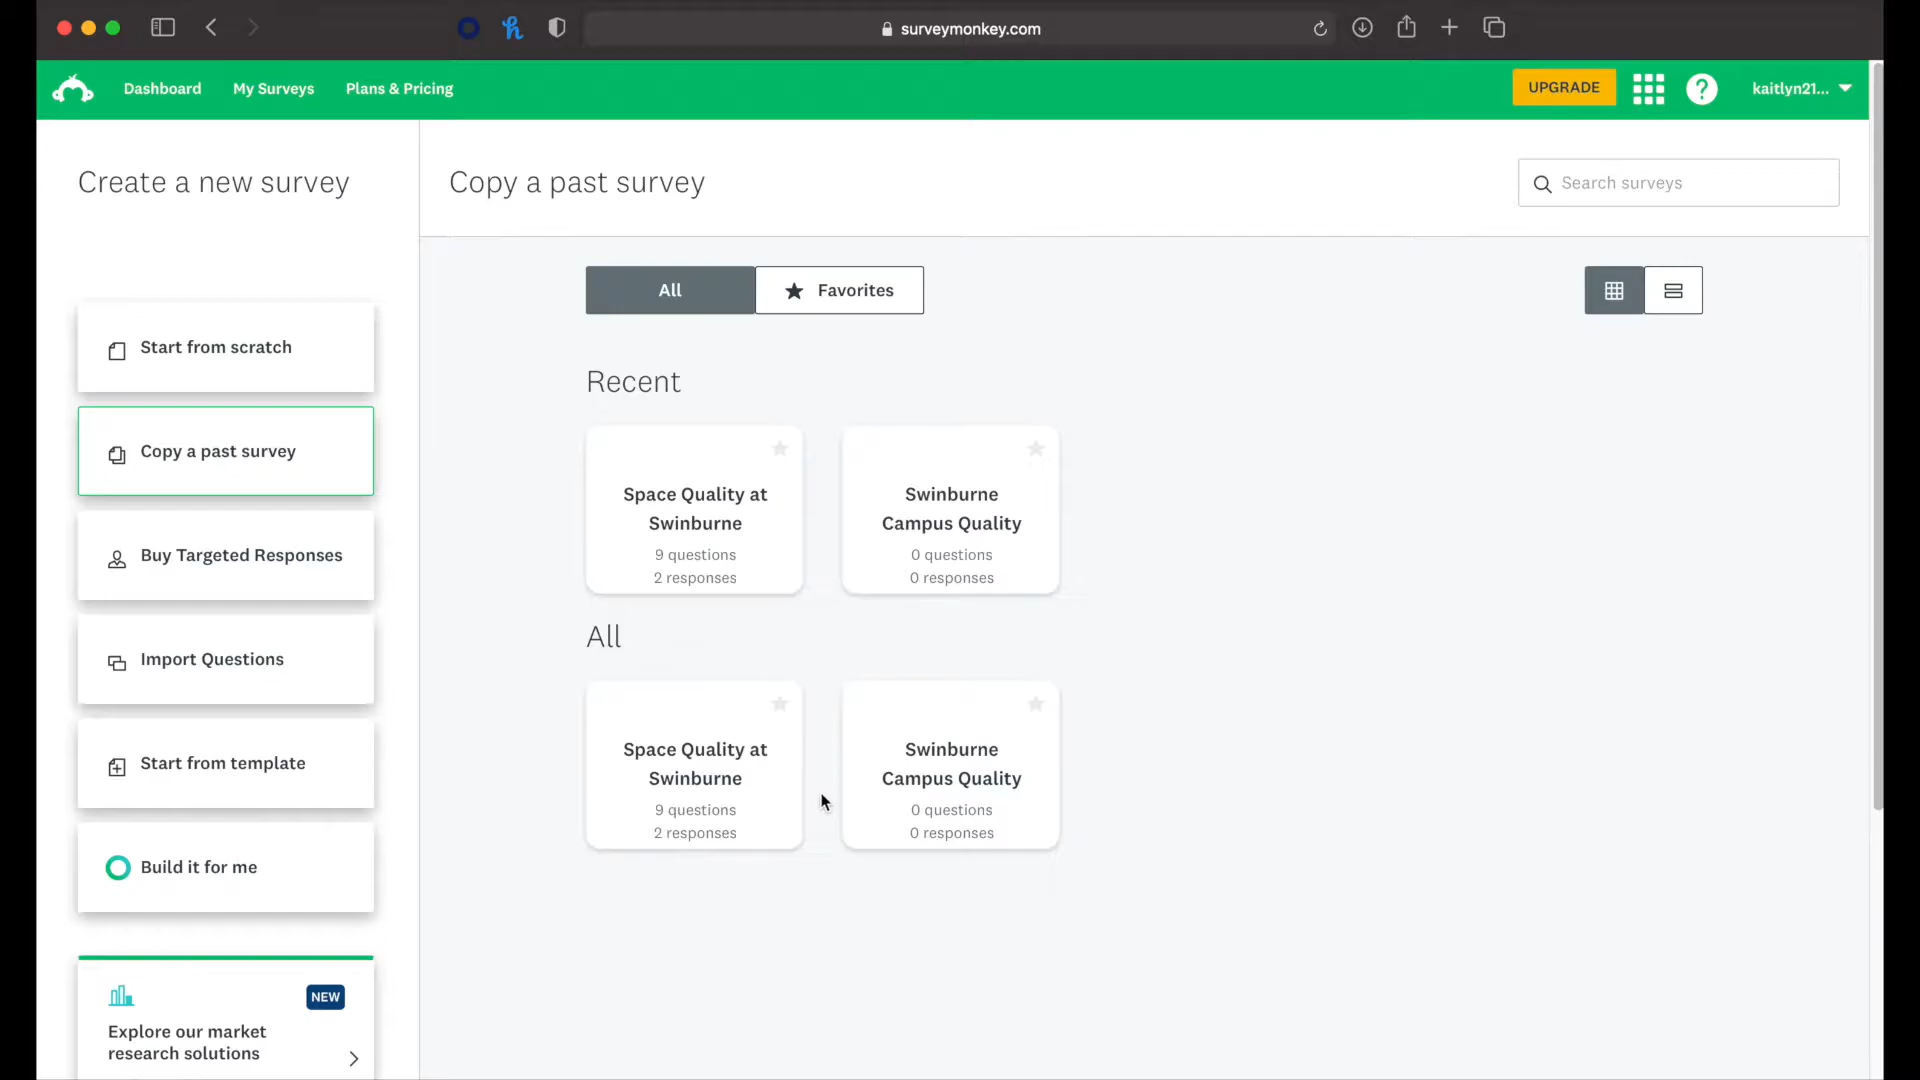 surveymonkey.com
Dashboard
My Surveys
Plans & Pricing
UPGRADE
?
kaitlyn21...
Create a new survey
Start from scratch
Copy a past survey
Buy Targeted Responses
Import Questions
Start from template
Build it for me
NEW
Explore our market
research solutions
Copy a past survey
Search surveys
All
Favorites
Recent
Space Quality at
Swinburne
9 questions
2 responses
Swinburne
Campus Quality
0 questions
0 responses
All
Space Quality at
Swinburne
9 questions
2 responses
Swinburne
Campus Quality
0 questions
0 responses